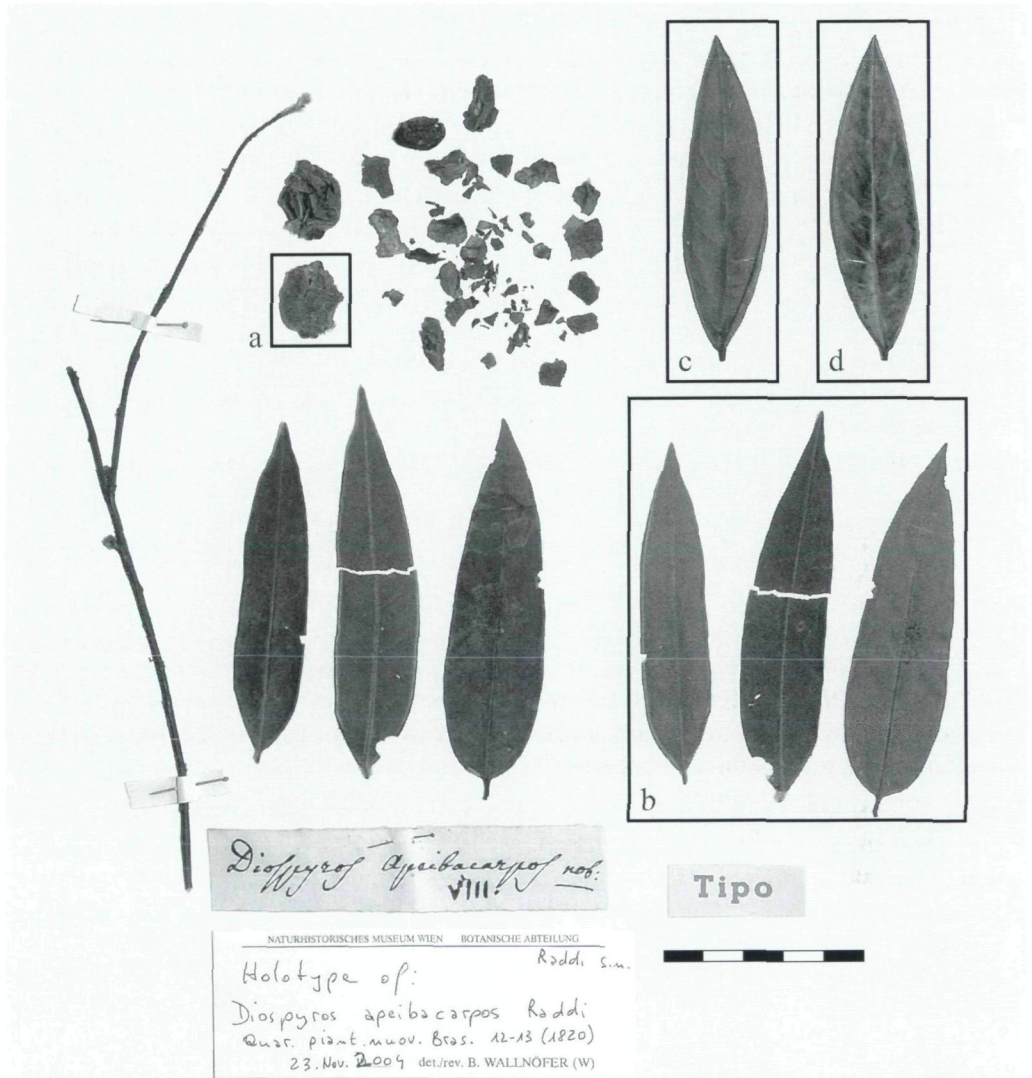 a
c
d
b
Diospyros apeibacarpos nob:
VIII.
Tipo
NATURHISTORISCHES MUSEUM WIEN BOTANISCHE ABTEILUNG
Raddi s.n.
Holotype of:
Diospyros apeibacarpos Raddi
Quar. piant. nuov. Bras. 12-13 (1820)
23. Nov. 2004 det./rev. B. WALLNÖFER (W)